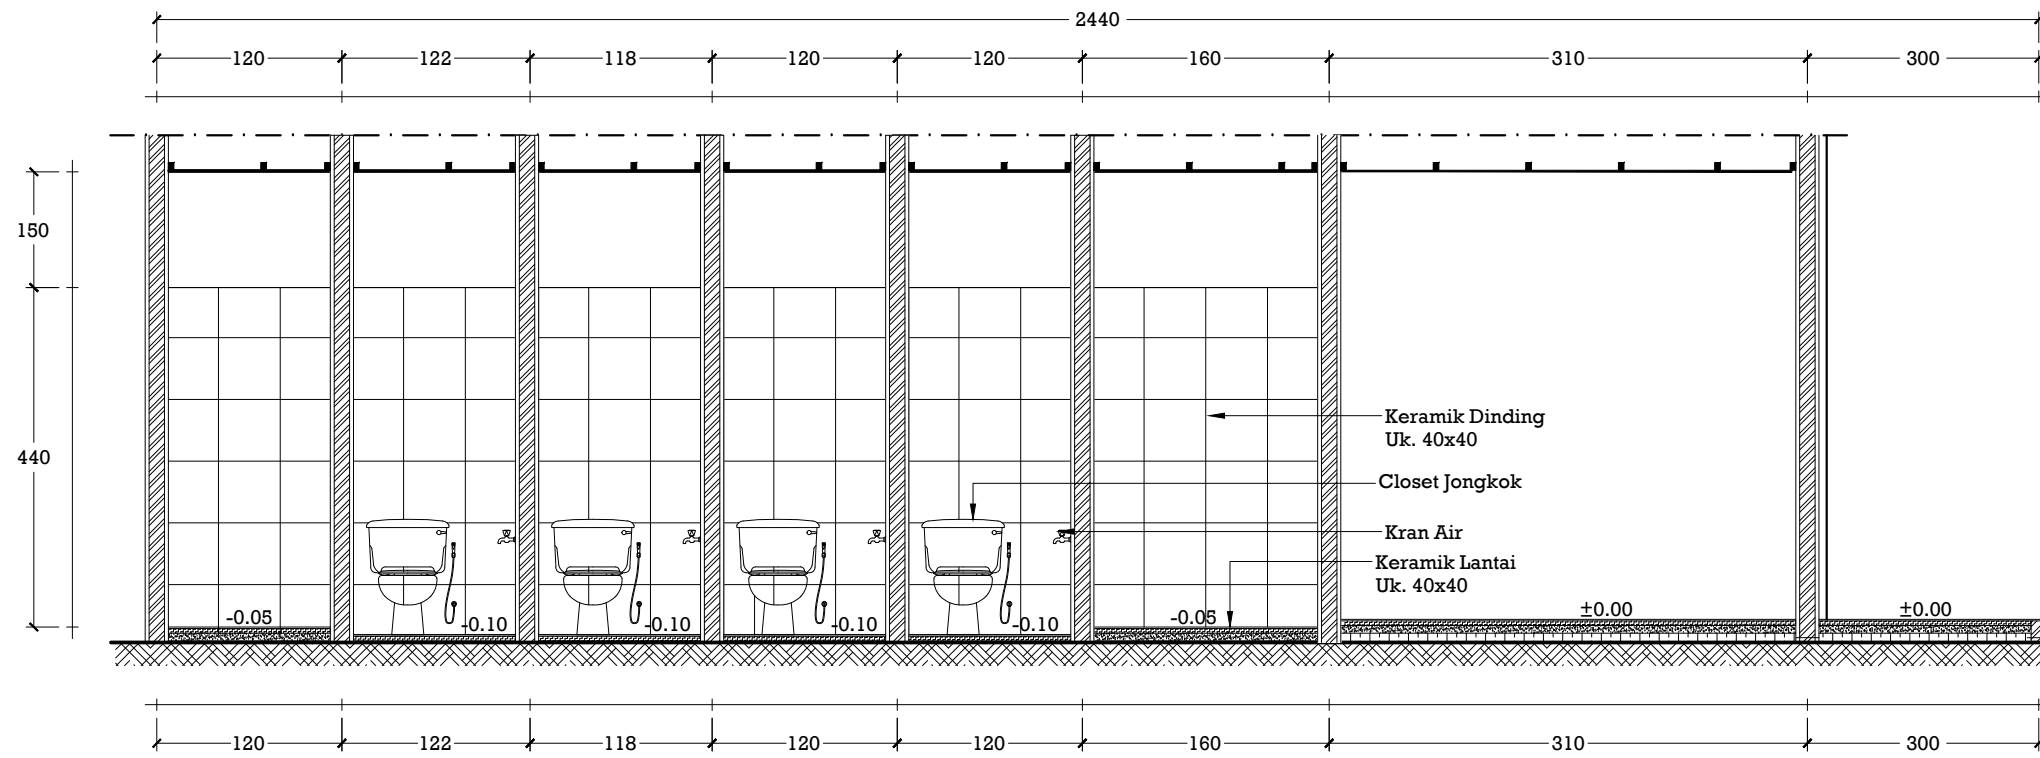 2440
120 122 118 120 120 160 310 300
150
440
Keramik Dinding
Uk. 40x40
Closet Jongkok
Kran Air
Keramik Lantai
Uk. 40x40
-0.05 -0.10 -0.10 -0.10 -0.10 -0.05 ±0.00 ±0.00
120 122 118 120 120 160 310 300